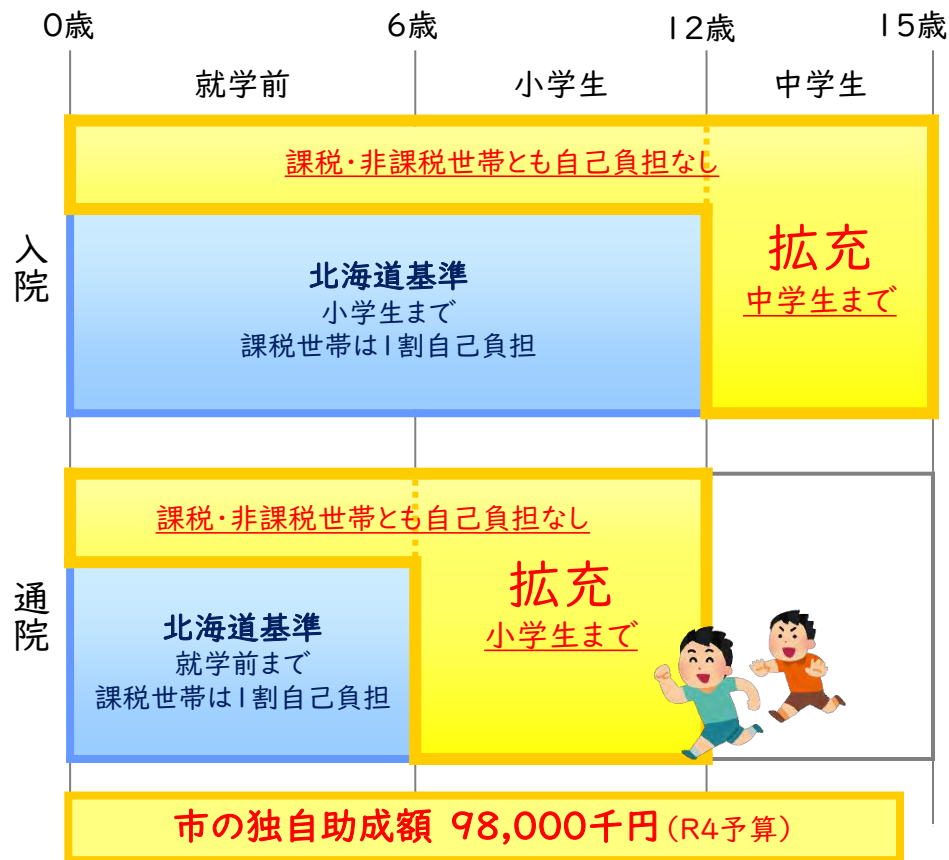 0歳 6歳 12歳 15歳
就学前 小学生 中学生
課税・非課税世帯とも自己負担なし
入院
北海道基準
小学生まで
課税世帯は1割自己負担
拡充
中学生まで
課税・非課税世帯とも自己負担なし
通院
北海道基準
就学前まで
課税世帯は1割自己負担
拡充
小学生まで
市の独自助成額 98,000千円(R4予算)